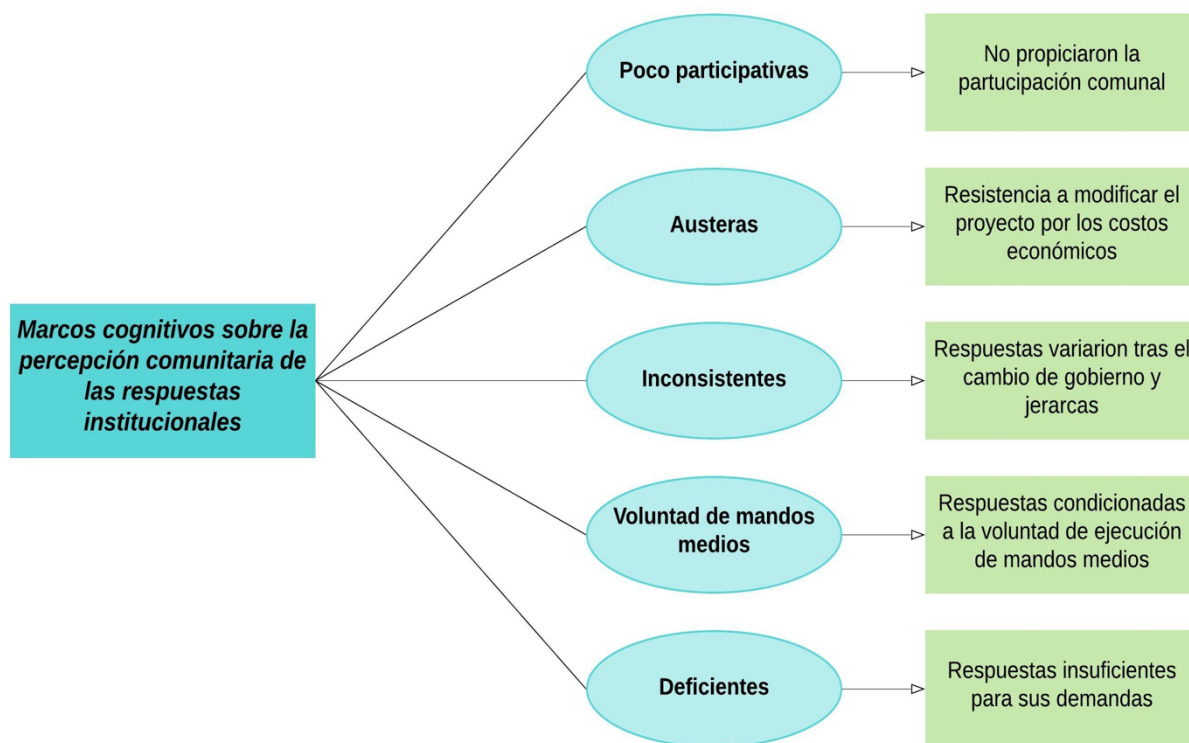 Marcos cognitivos sobre la
percepción comunitaria de
las respuestas
institucionales
Poco participativas
No propiciaron la
partucipación comunal
Austeras
Resistencia a modificar el
proyecto por los costos
económicos
Inconsistentes
Respuestas variarion tras el
cambio de gobierno y
jerarcas
Voluntad de mandos
medios
Respuestas condicionadas
a la voluntad de ejecución
de mandos medios
Deficientes
Respuestas insuficientes
para sus demandas